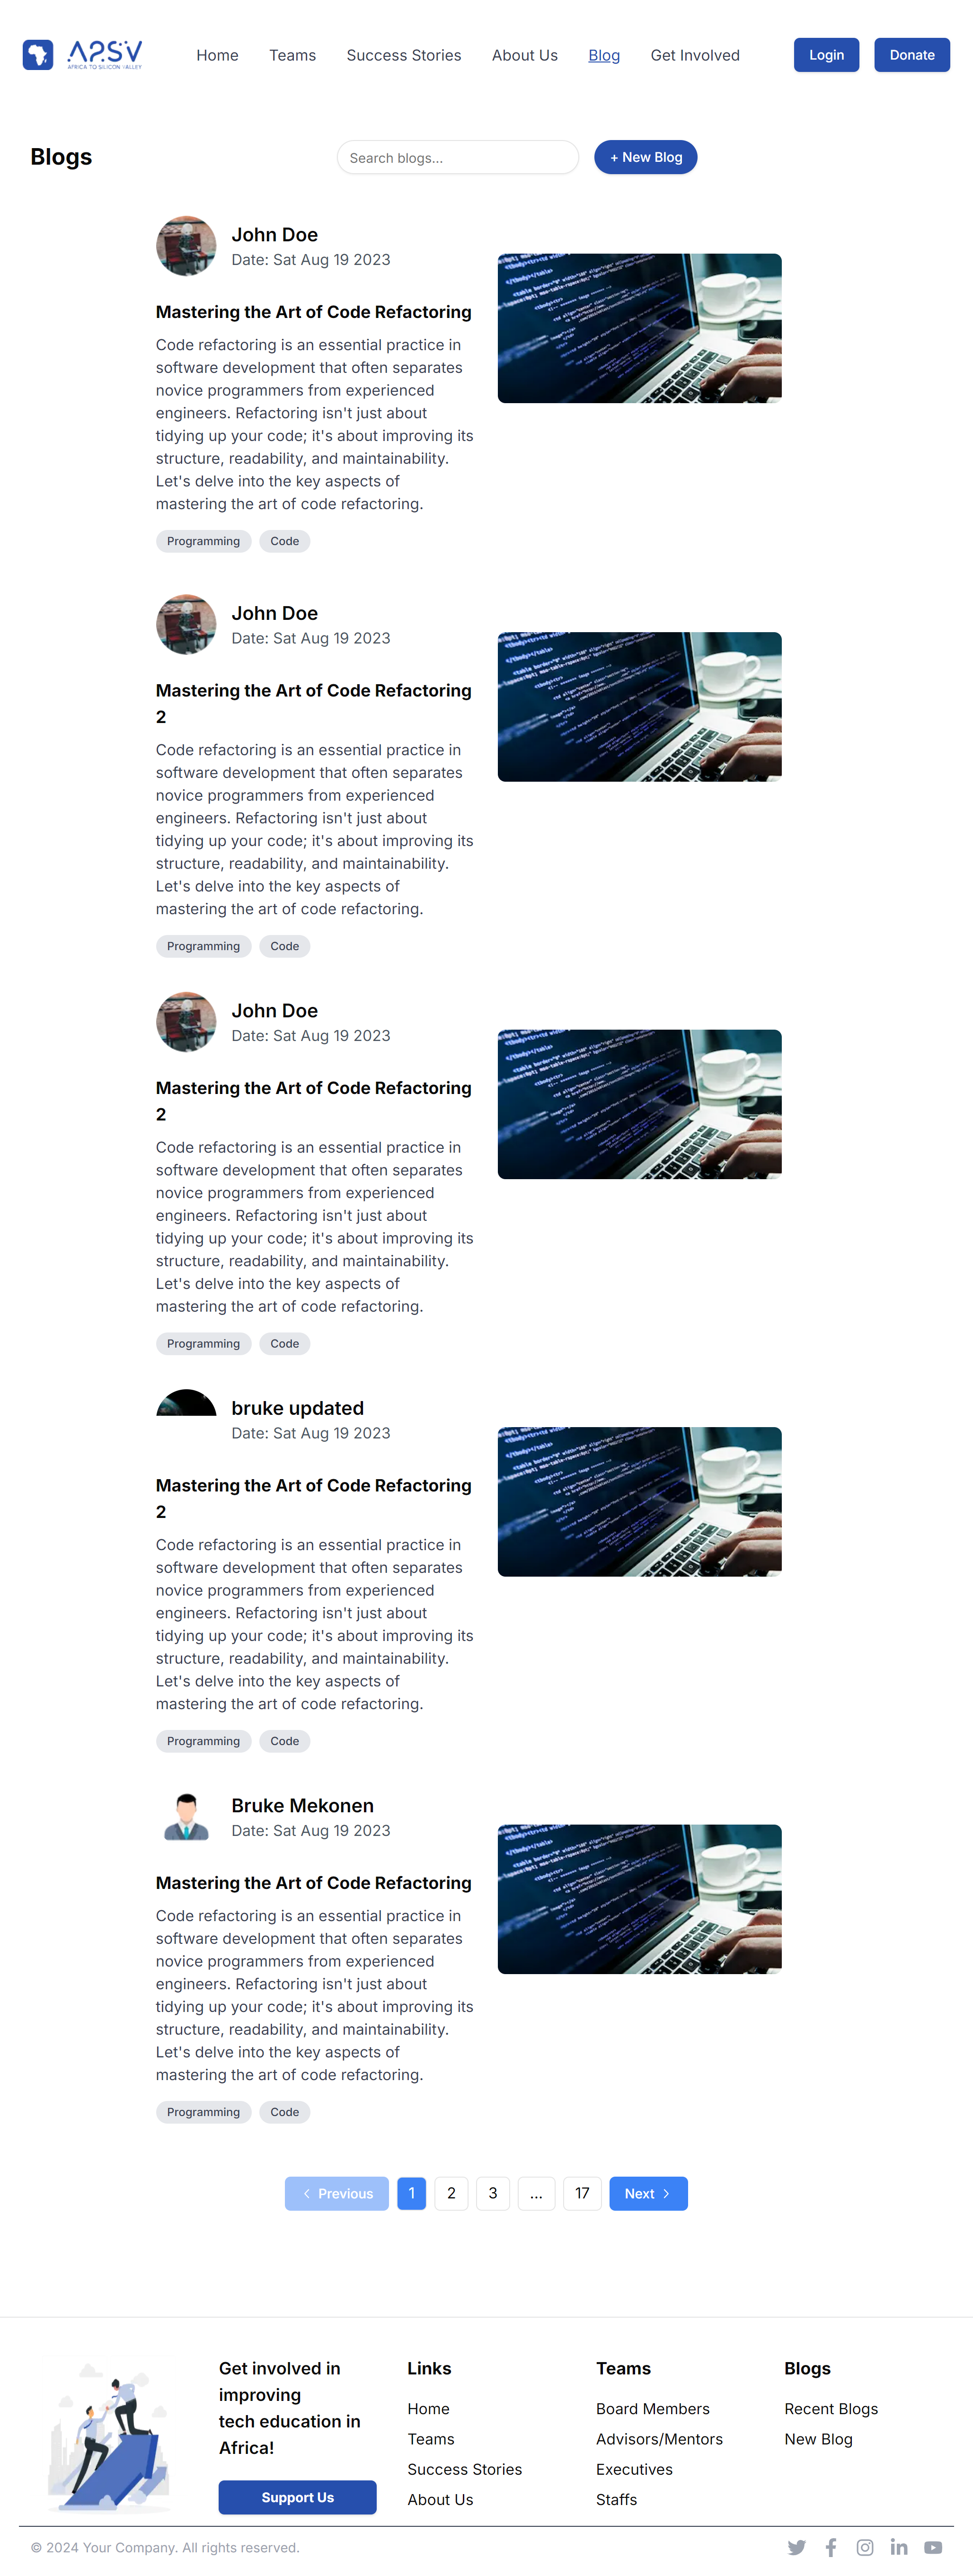 A2SV
AFRICA TO SILICON VALLEY
Home
Teams
Success Stories
About Us
Blog
Get Involved
Login
Donate
Blogs
Search blogs...
+ New Blog
John Doe
Date: Sat Aug 19 2023
Mastering the Art of Code Refactoring
Code refactoring is an essential practice in
software development that often separates
novice programmers from experienced
engineers. Refactoring isn't just about
tidying up your code; it's about improving its
structure, readability, and maintainability.
Let's delve into the key aspects of
mastering the art of code refactoring.
Programming
Code
John Doe
Date: Sat Aug 19 2023
Mastering the Art of Code Refactoring
2
Code refactoring is an essential practice in
software development that often separates
novice programmers from experienced
engineers. Refactoring isn't just about
tidying up your code; it's about improving its
structure, readability, and maintainability.
Let's delve into the key aspects of
mastering the art of code refactoring.
Programming
Code
John Doe
Date: Sat Aug 19 2023
Mastering the Art of Code Refactoring
2
Code refactoring is an essential practice in
software development that often separates
novice programmers from experienced
engineers. Refactoring isn't just about
tidying up your code; it's about improving its
structure, readability, and maintainability.
Let's delve into the key aspects of
mastering the art of code refactoring.
Programming
Code
bruke updated
Date: Sat Aug 19 2023
Mastering the Art of Code Refactoring
2
Code refactoring is an essential practice in
software development that often separates
novice programmers from experienced
engineers. Refactoring isn't just about
tidying up your code; it's about improving its
structure, readability, and maintainability.
Let's delve into the key aspects of
mastering the art of code refactoring.
Programming
Code
Bruke Mekonen
Date: Sat Aug 19 2023
Mastering the Art of Code Refactoring
Code refactoring is an essential practice in
software development that often separates
novice programmers from experienced
engineers. Refactoring isn't just about
tidying up your code; it's about improving its
structure, readability, and maintainability.
Let's delve into the key aspects of
mastering the art of code refactoring.
Programming
Code
Previous
1
2
3
...
17
Next
Get involved in
improving
tech education in
Africa!
Support Us
Links
Home
Teams
Success Stories
About Us
Teams
Board Members
Advisors/Mentors
Executives
Staffs
Blogs
Recent Blogs
New Blog
© 2024 Your Company. All rights reserved.